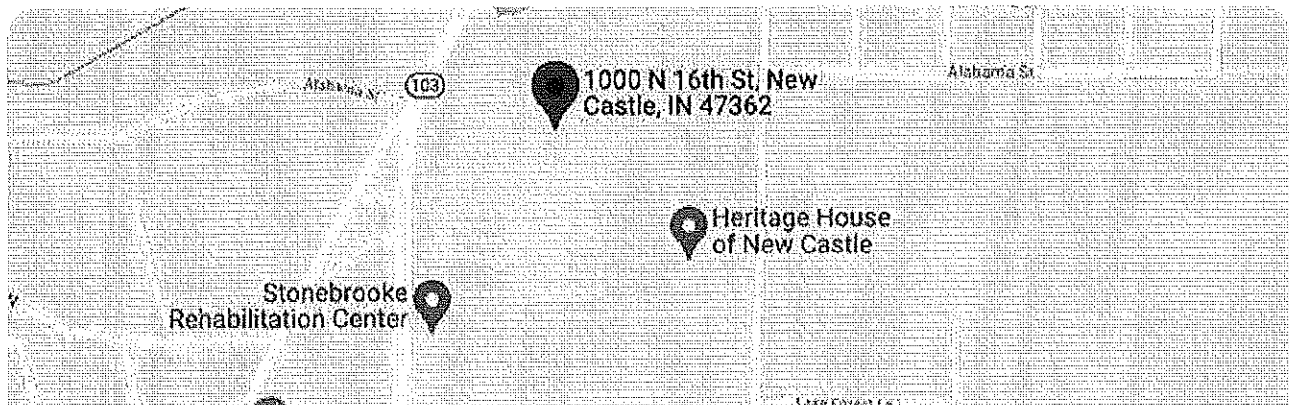 Alabama St
103
1000 N 16th St, New
Castle, IN 47362
Alabama St
Heritage House
of New Castle
Stonebrooke
Rehabilitation Center